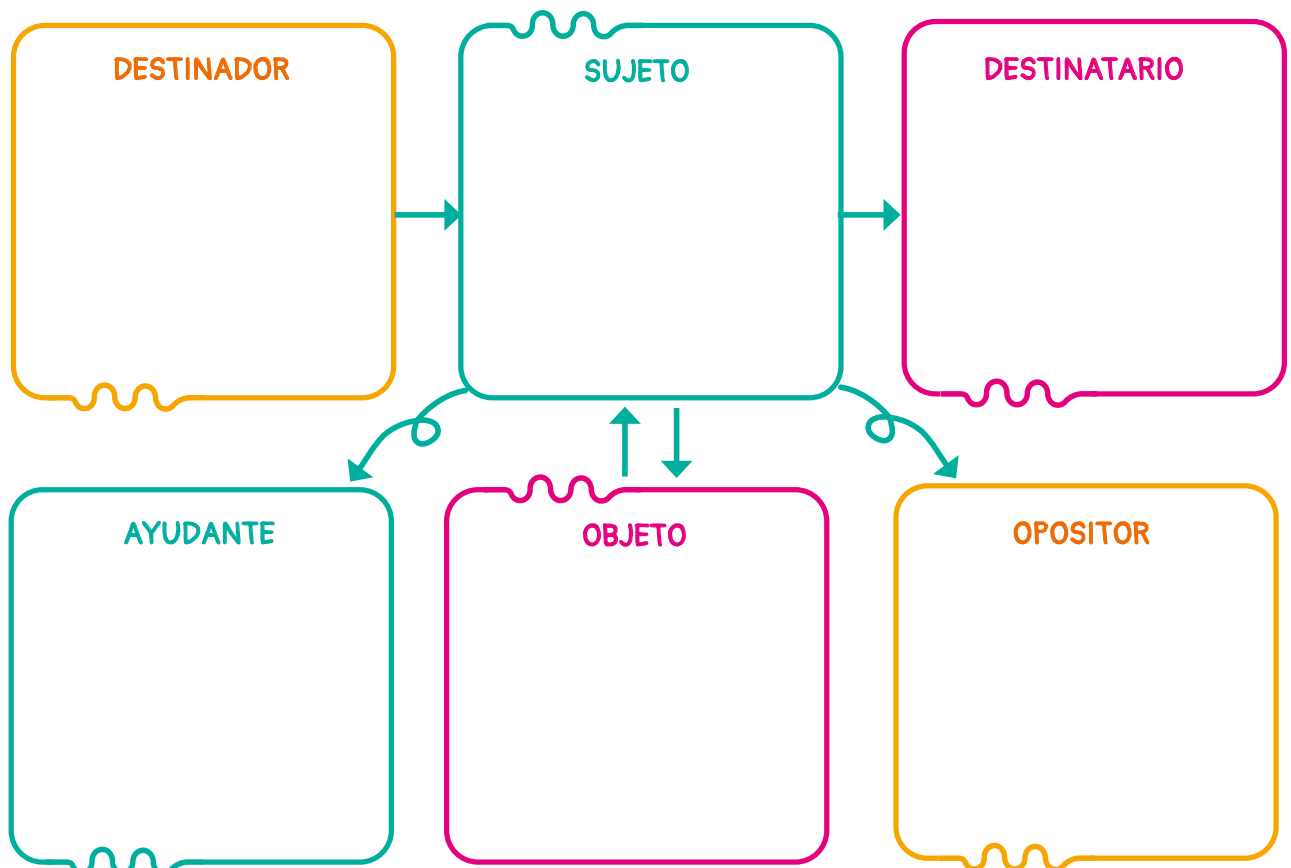 DESTINADOR
SUJETO
DESTINATARIO
AYUDANTE
OBJETO
OPOSITOR